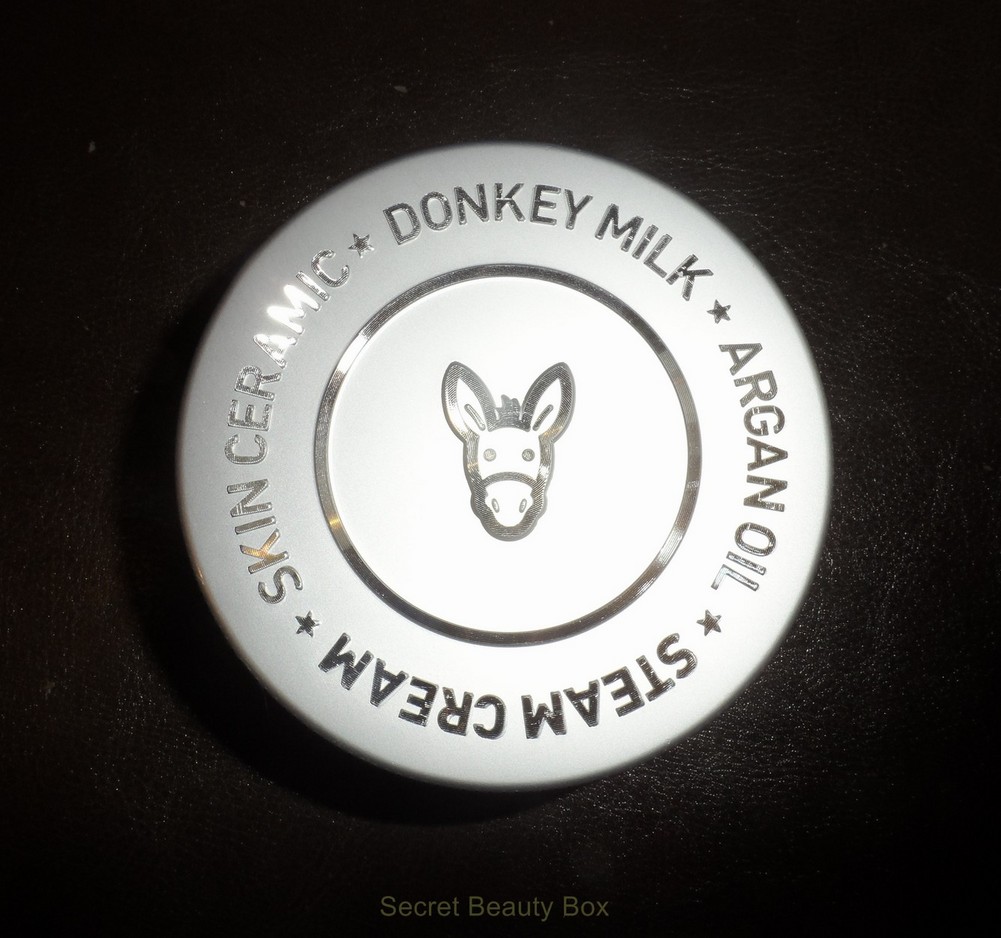 DONKEY MILK ★ ARGAN OIL ★ STEAM CREAM ★ SKIN CERAMIC ★
Secret Beauty Box